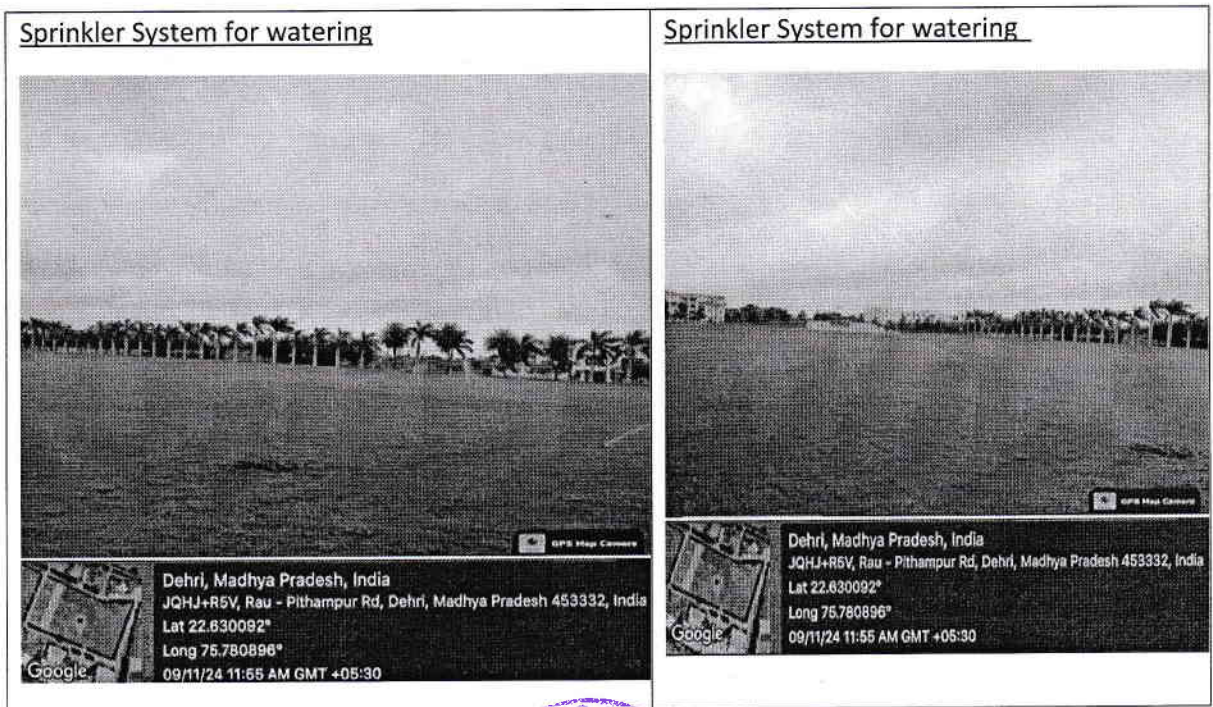 Sprinkler System for watering
GPS Map Camera
Dehri, Madhya Pradesh, India
JQHJ+R5V, Rau - Pithampur Rd, Dehri, Madhya Pradesh 453332, India
Lat 22.630092°
Long 75.780896°
09/11/24 11:55 AM GMT +05:30
Google
Sprinkler System for watering
GPS Map Camera
Dehri, Madhya Pradesh, India
JQHJ+R5V, Rau - Pithampur Rd, Dehri, Madhya Pradesh 453332, India
Lat 22.630092°
Long 75.780896°
09/11/24 11:55 AM GMT +05:30
Google